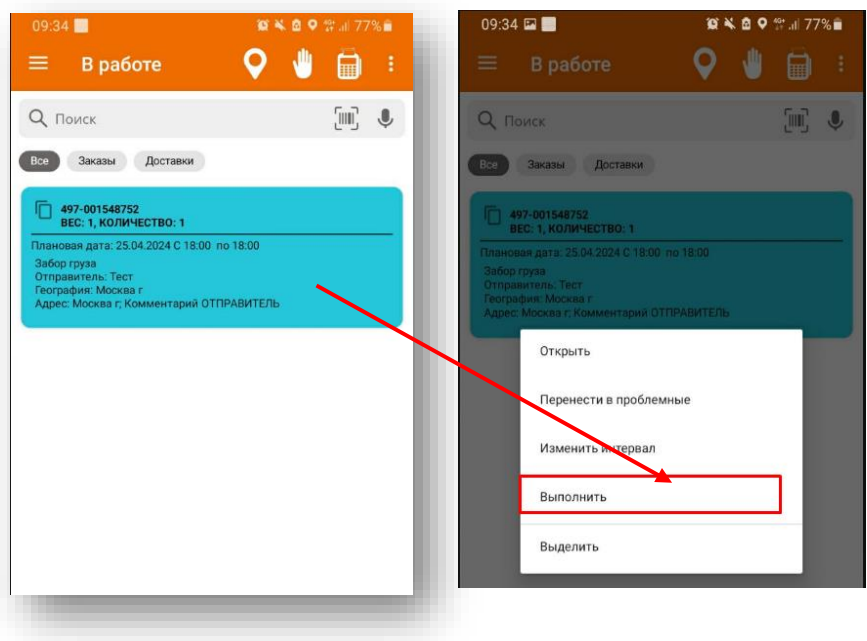 09:34 77%
В работе
Поиск
Все Заказы Доставки
497-001548752
ВЕС: 1, КОЛИЧЕСТВО: 1
Плановая дата: 25.04.2024 С 18:00 по 18:00
Забор груза
Отправитель: Тест
География: Москва г
Адрес: Москва г; Комментарий ОТПРАВИТЕЛЬ
09:34 77%
В работе
Поиск
Все Заказы Доставки
497-001548752
ВЕС: 1, КОЛИЧЕСТВО: 1
Плановая дата: 25.04.2024 С 18:00 по 18:00
Забор груза
Отправитель: Тест
География: Москва г
Адрес: Москва г; Комментарий ОТПРАВИТЕЛЬ
Открыть
Перенести в проблемные
Изменить интервал
Выполнить
Выделить